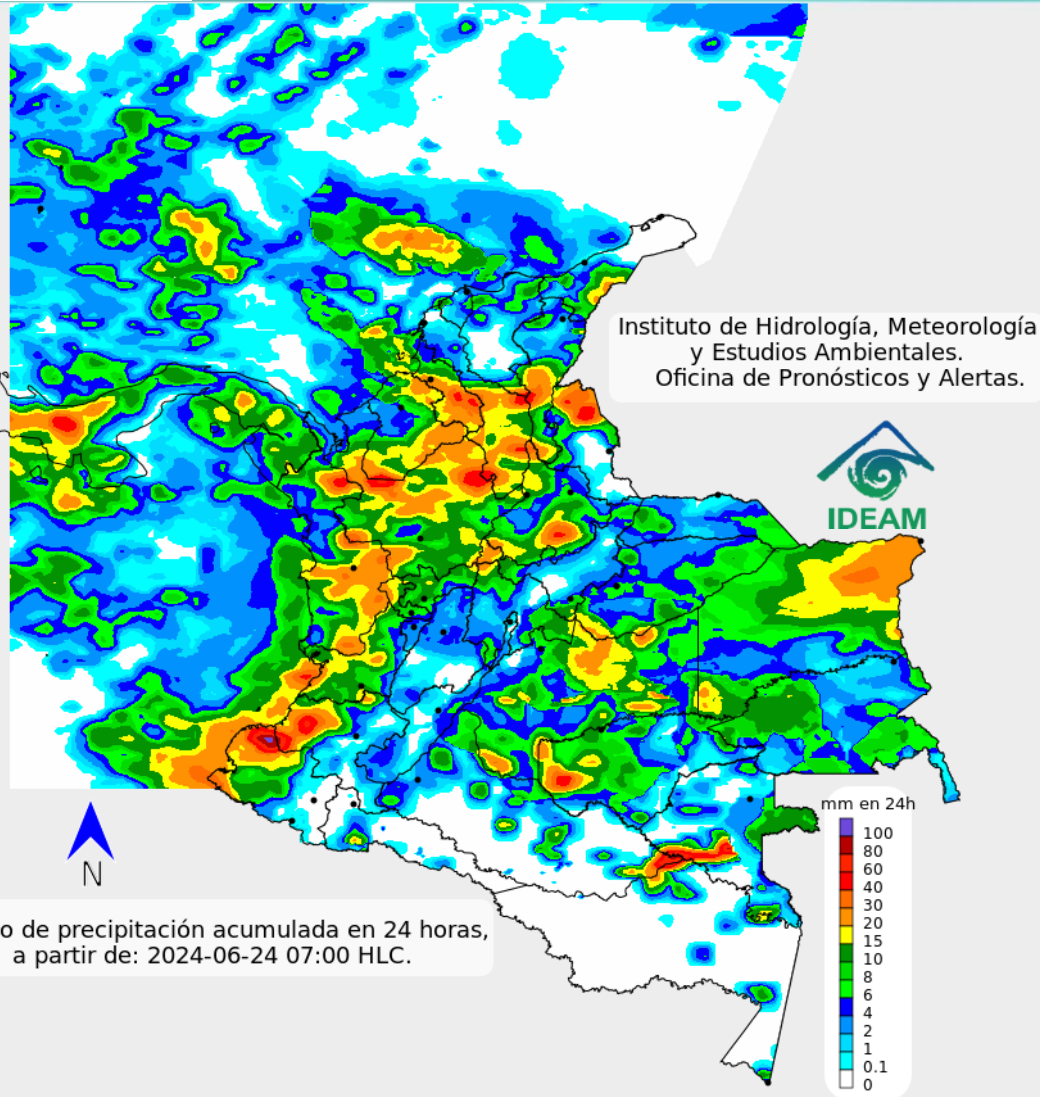 Instituto de Hidrología, Meteorología
y Estudios Ambientales.
Oficina de Pronósticos y Alertas.
IDEAM
mm en 24h
100
80
60
40
30
20
15
10
8
6
4
2
1
0.1
0
N
o de precipitación acumulada en 24 horas,
a partir de: 2024-06-24 07:00 HLC.